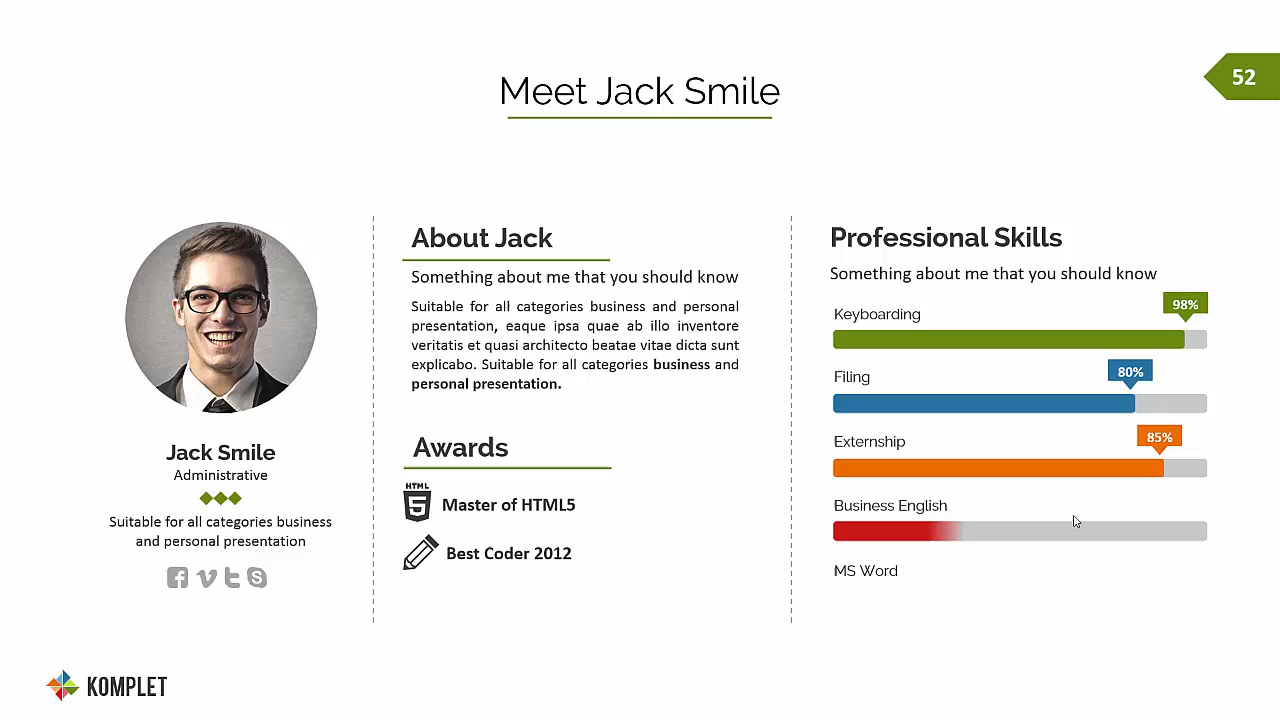 Meet Jack Smile
52
Jack Smile
Administrative
Suitable for all categories business
and personal presentation
About Jack
Something about me that you should know
Suitable for all categories business and personal
presentation, eaque ipsa quae ab illo inventore
veritatis et quasi architecto beatae vitae dicta sunt
explicabo. Suitable for all categories business and
personal presentation.
Awards
HTML
5
Master of HTML5
Best Coder 2012
Professional Skills
Something about me that you should know
Keyboarding
98%
Filing
80%
Externship
85%
Business English
MS Word
KOMPLET